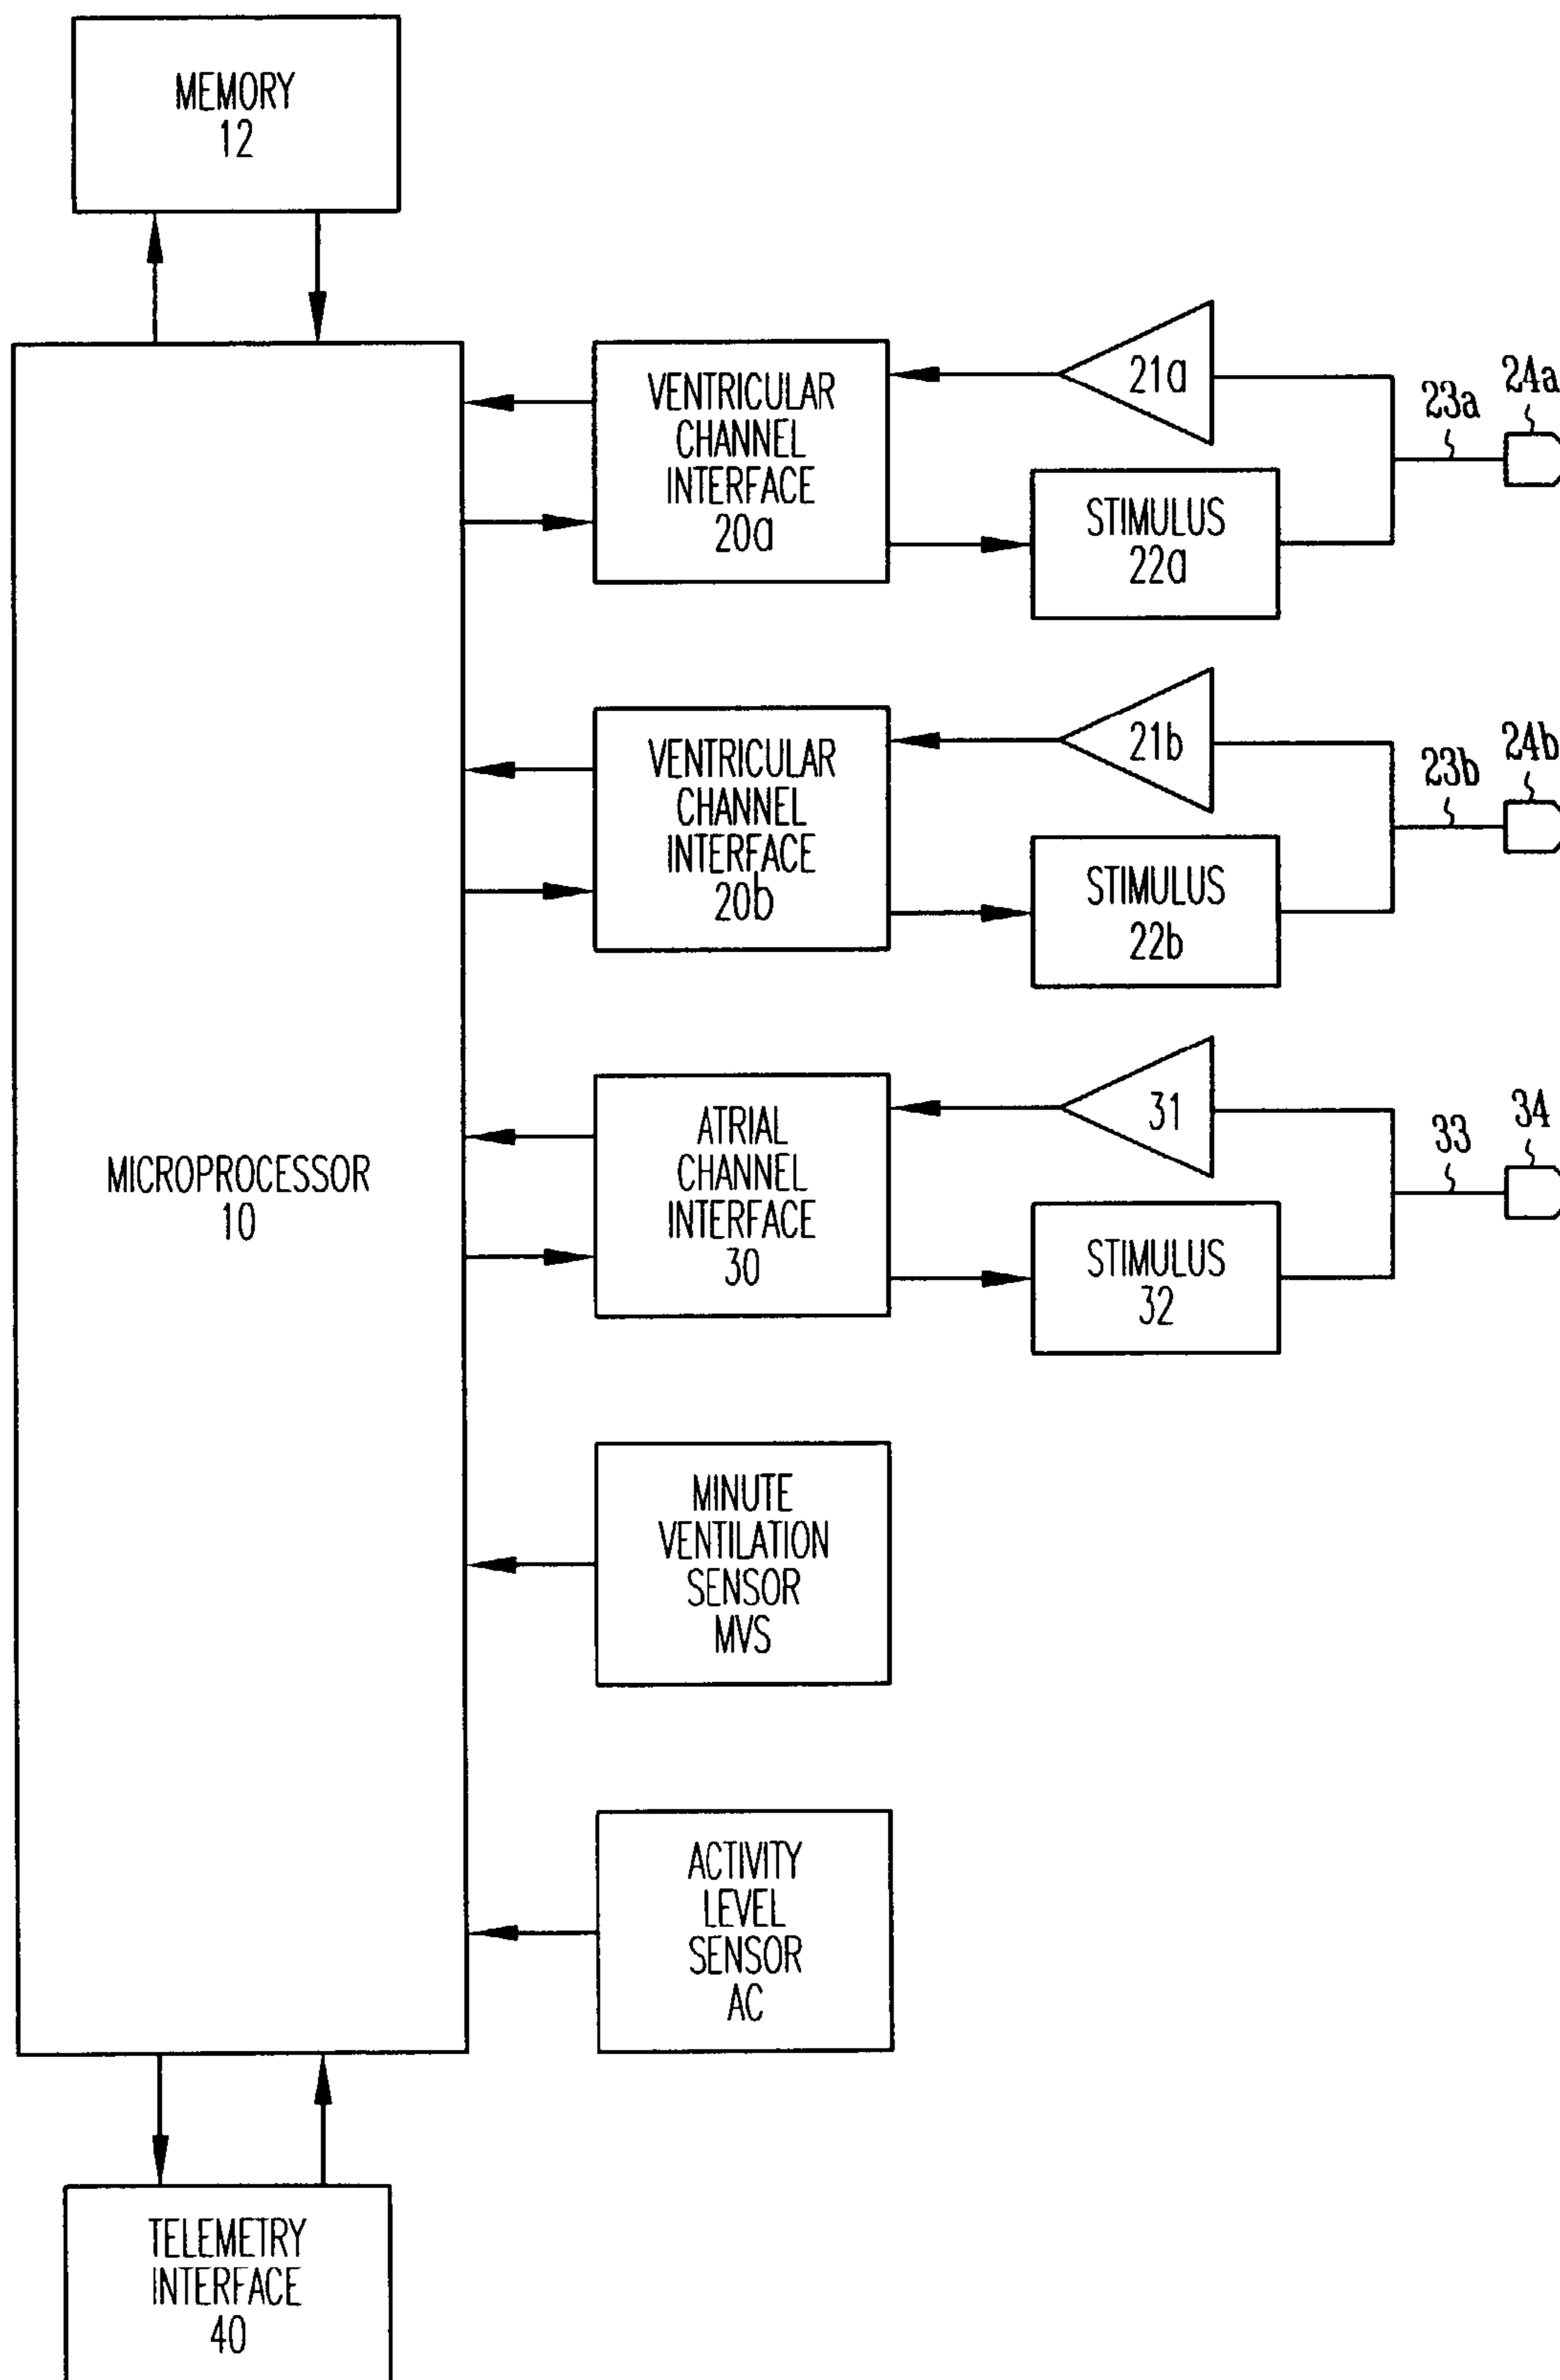 MEMORY
12
VENTRICULAR
CHANNEL
INTERFACE
20a
21a
STIMULUS
22a
23a
24a
VENTRICULAR
CHANNEL
INTERFACE
20b
21b
STIMULUS
22b
23b
24b
MICROPROCESSOR
10
ATRIAL
CHANNEL
INTERFACE
30
31
STIMULUS
32
33
34
MINUTE
VENTILATION
SENSOR
MVS
ACTIVITY
LEVEL
SENSOR
AC
TELEMETRY
INTERFACE
40